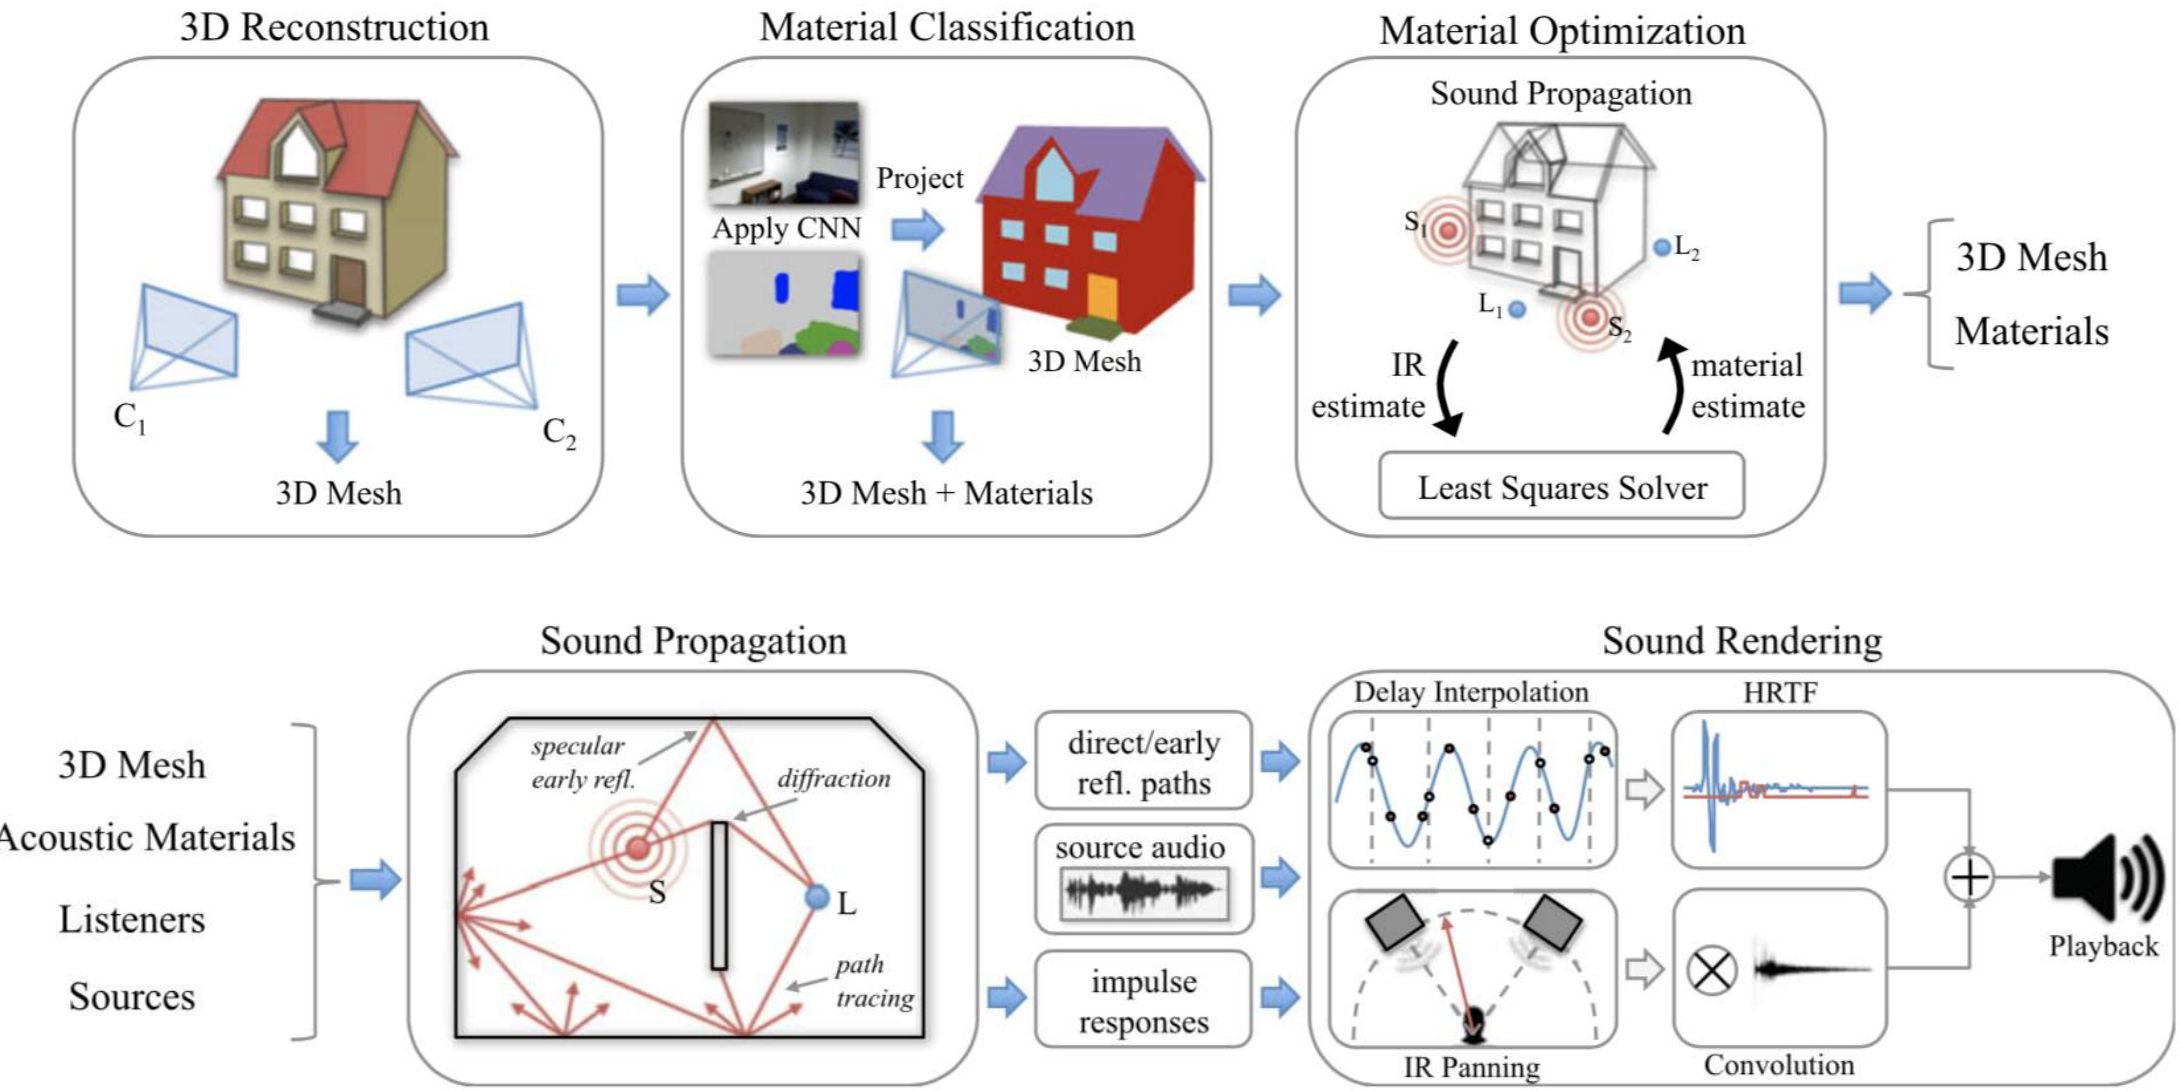 3D Reconstruction
Material Classification
Material Optimization
C1
C2
3D Mesh
Apply CNN
Project
3D Mesh
3D Mesh + Materials
Sound Propagation
S1
L2
L1
S2
IR
estimate
material
estimate
Least Squares Solver
3D Mesh
Materials
Sound Propagation
Sound Rendering
3D Mesh
Acoustic Materials
Listeners
Sources
specular
early refl.
diffraction
S
L
path
tracing
direct/early
refl. paths
source audio
impulse
responses
Delay Interpolation
HRTF
IR Panning
Convolution
Playback